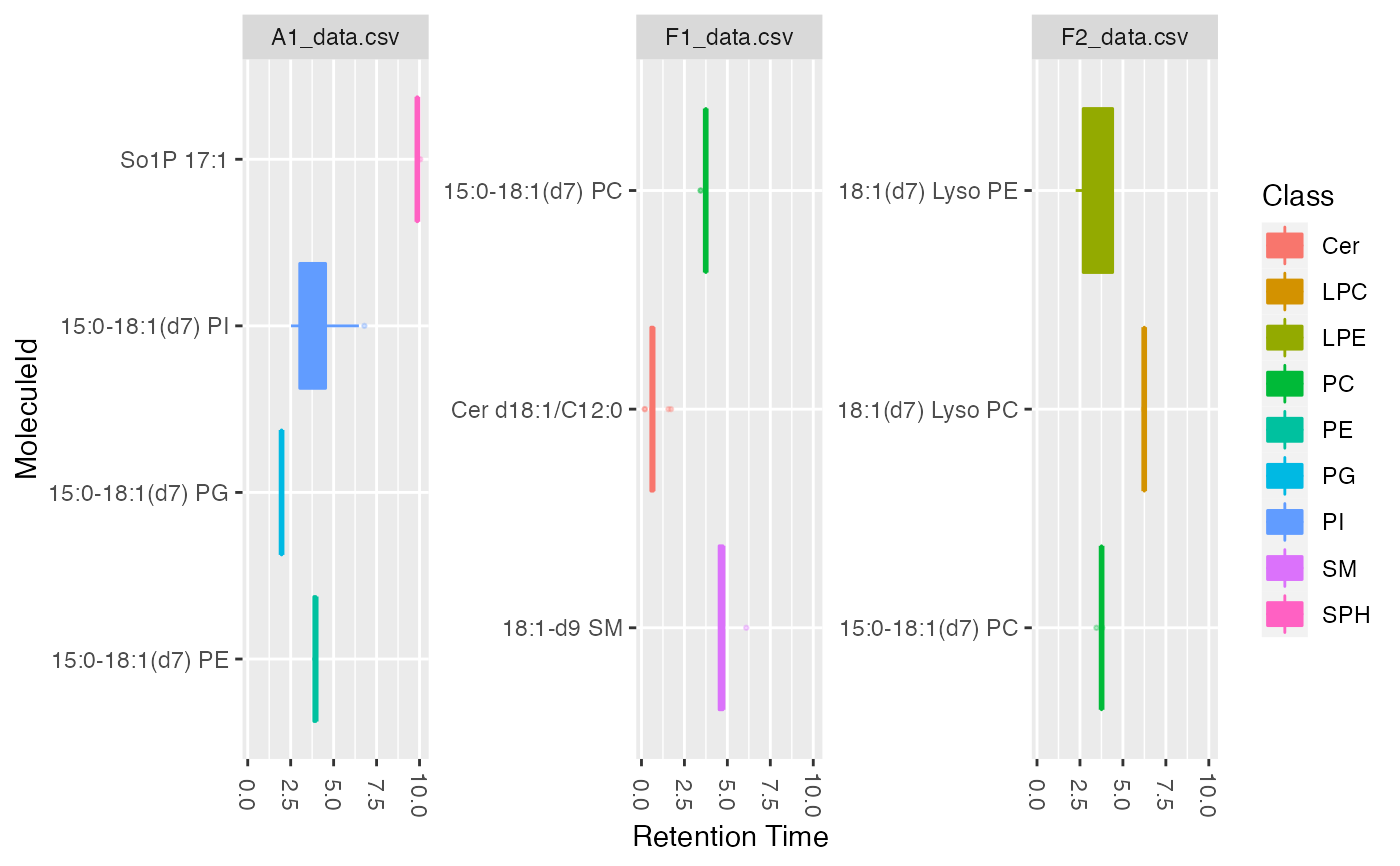 A1_data.csv
F1_data.csv
F2_data.csv
MoleculeId
So1P 17:1
15:0-18:1(d7) PI
15:0-18:1(d7) PG
15:0-18:1(d7) PE
15:0-18:1(d7) PC
Cer d18:1/C12:0
18:1-d9 SM
18:1(d7) Lyso PE
18:1(d7) Lyso PC
15:0-18:1(d7) PC
0.0
2.5
5.0
7.5
10.0
0.0
2.5
5.0
7.5
10.0
0.0
2.5
5.0
7.5
10.0
Retention Time
Class
Cer
LPC
LPE
PC
PE
PG
PI
SM
SPH